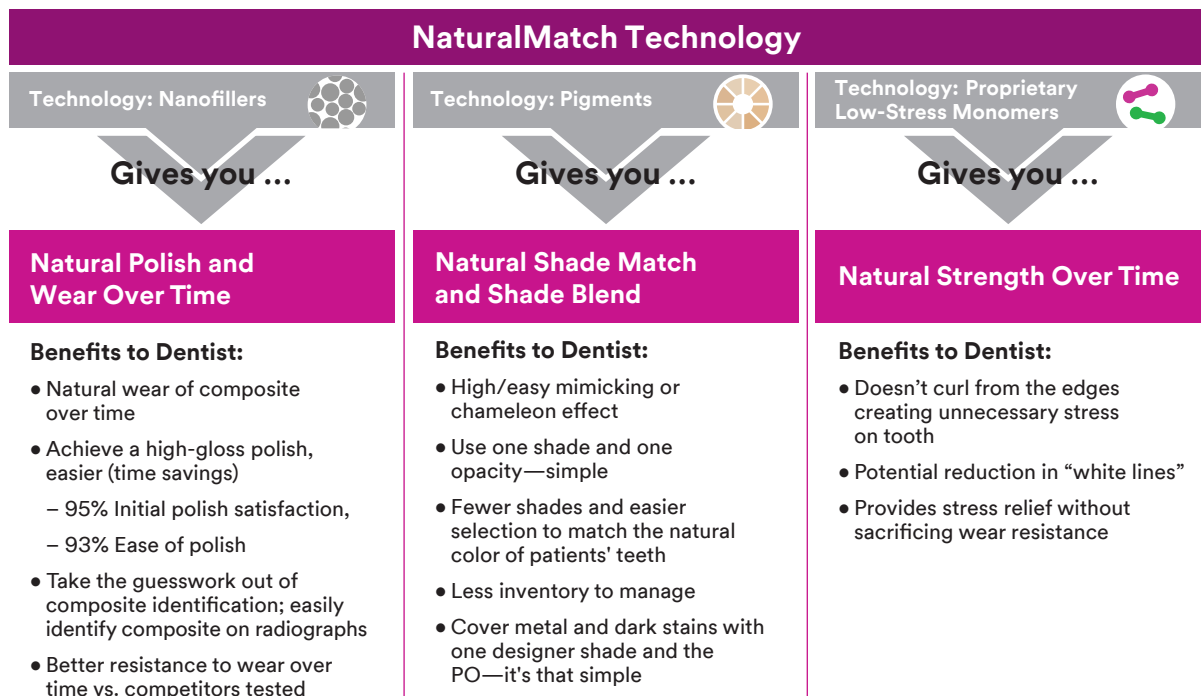 NaturalMatch Technology
Technology: Nanofillers
Gives you ...
Natural Polish and
Wear Over Time
Benefits to Dentist:
• Natural wear of composite
over time
• Achieve a high-gloss polish,
easier (time savings)
– 95% Initial polish satisfaction,
– 93% Ease of polish
• Take the guesswork out of
composite identification; easily
identify composite on radiographs
• Better resistance to wear over
time vs. competitors tested
Technology: Pigments
Gives you ...
Natural Shade Match
and Shade Blend
Benefits to Dentist:
• High/easy mimicking or
chameleon effect
• Use one shade and one
opacity—simple
• Fewer shades and easier
selection to match the natural
color of patients' teeth
• Less inventory to manage
• Cover metal and dark stains with
one designer shade and the
PO—it's that simple
Technology: Proprietary
Low-Stress Monomers
Gives you ...
Natural Strength Over Time
Benefits to Dentist:
• Doesn’t curl from the edges
creating unnecessary stress
on tooth
• Potential reduction in “white lines”
• Provides stress relief without
sacrificing wear resistance